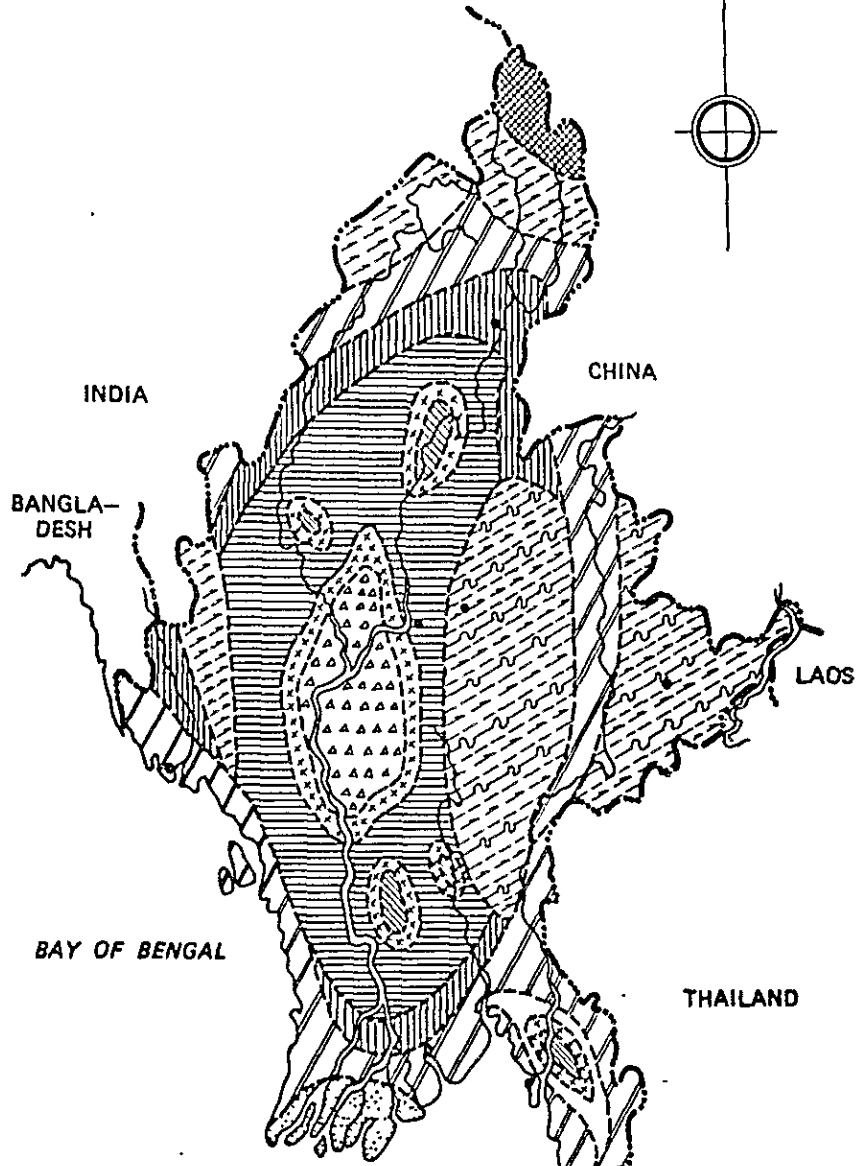 INDIA
CHINA
BANGLA-
DESH
LAOS
BAY OF BENGAL
THAILAND